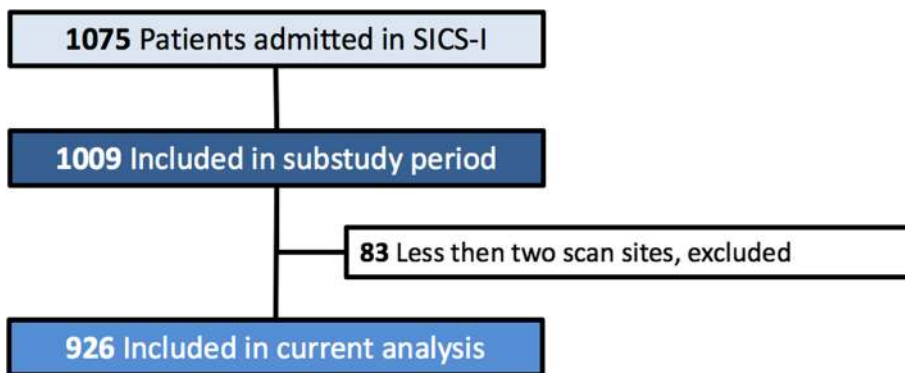 1075 Patients admitted in SICS-I
1009 Included in substudy period
83 Less then two scan sites, excluded
926 Included in current analysis